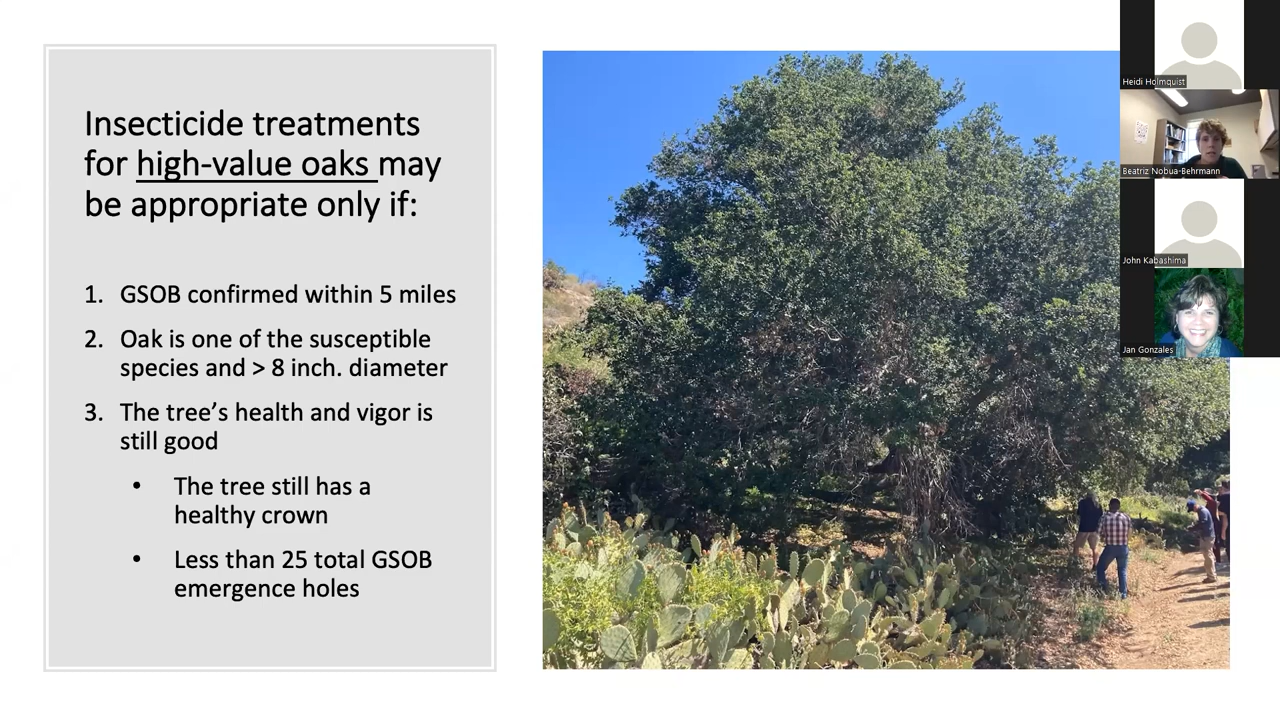 Insecticide treatments
for high-value oaks may
be appropriate only if:
1. GSOB confirmed within 5 miles
2. Oak is one of the susceptible
species and > 8 inch. diameter
3. The tree's health and vigor is
still good
• The tree still has a
healthy crown
• Less than 25 total GSOB
emergence holes
Heidi Holmquist
Beatriz Nobua-Behrmann
John Kabashima
Jan Gonzales